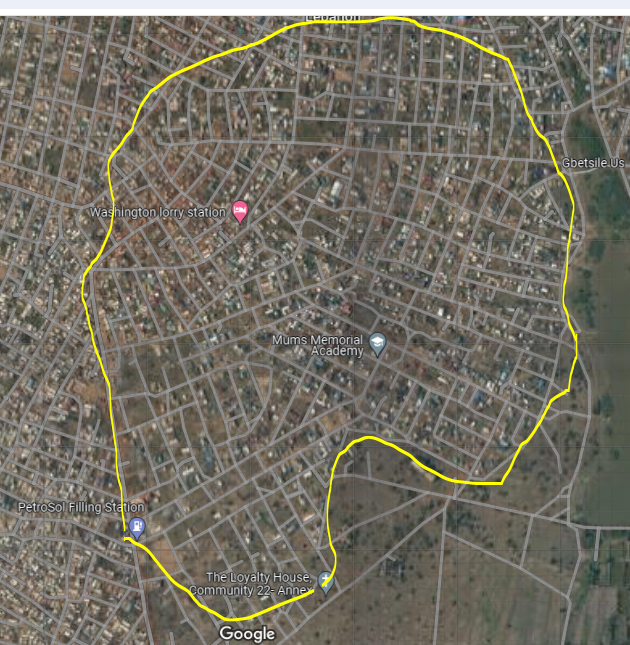 Lebanon
Gbetsile Us
Washington lorry station
Mums Memorial
Academy
PetroSol Filling Station
The Loyalty House,
Community 22- Annex
Google